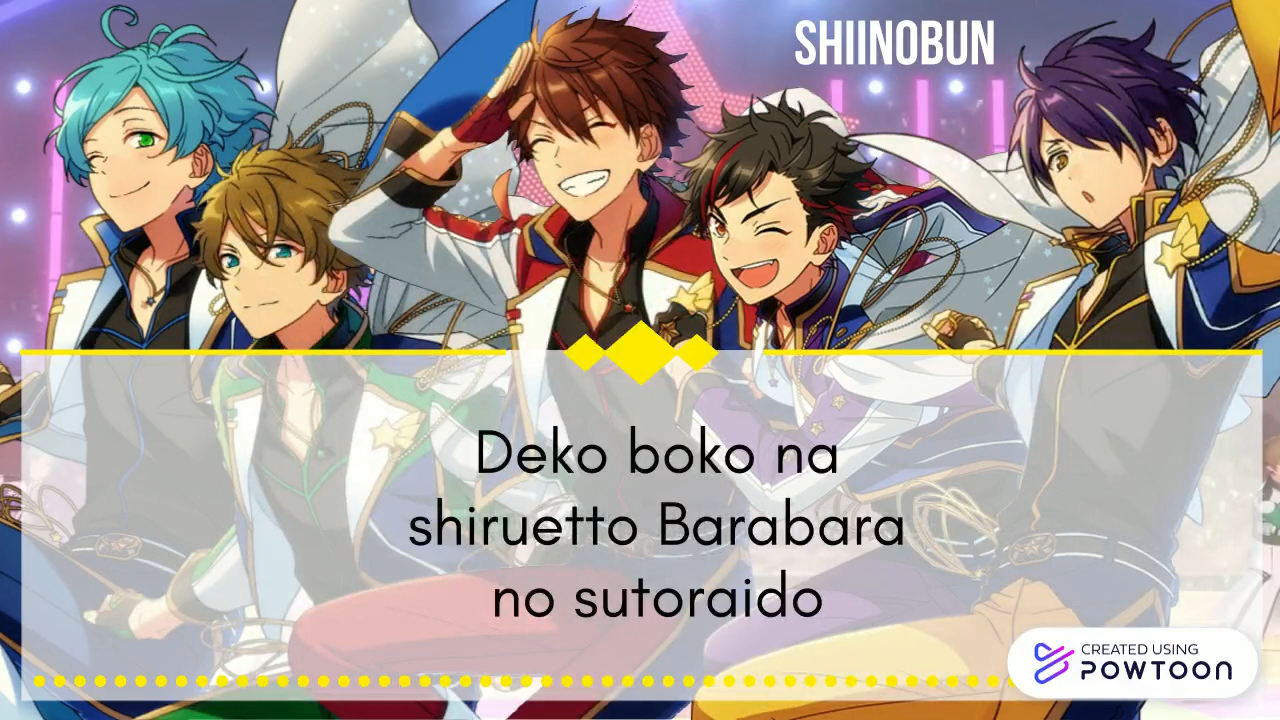 SHIINOBUN
Deko boko na
shiruetto Barabara
no sutoraido
CREATED USING
POWTOON